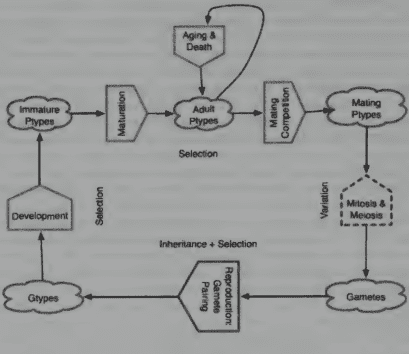 Aging &
Death
Immature
Ptypes
Maturation
Adult
Ptypes
Mating
Competition
Mating
Ptypes
Selection
Development
Selection
Variation
Mitosis &
Meiosis
Inheritance + Selection
Gtypes
Reproduction:
Gamete
Pairing
Gametes